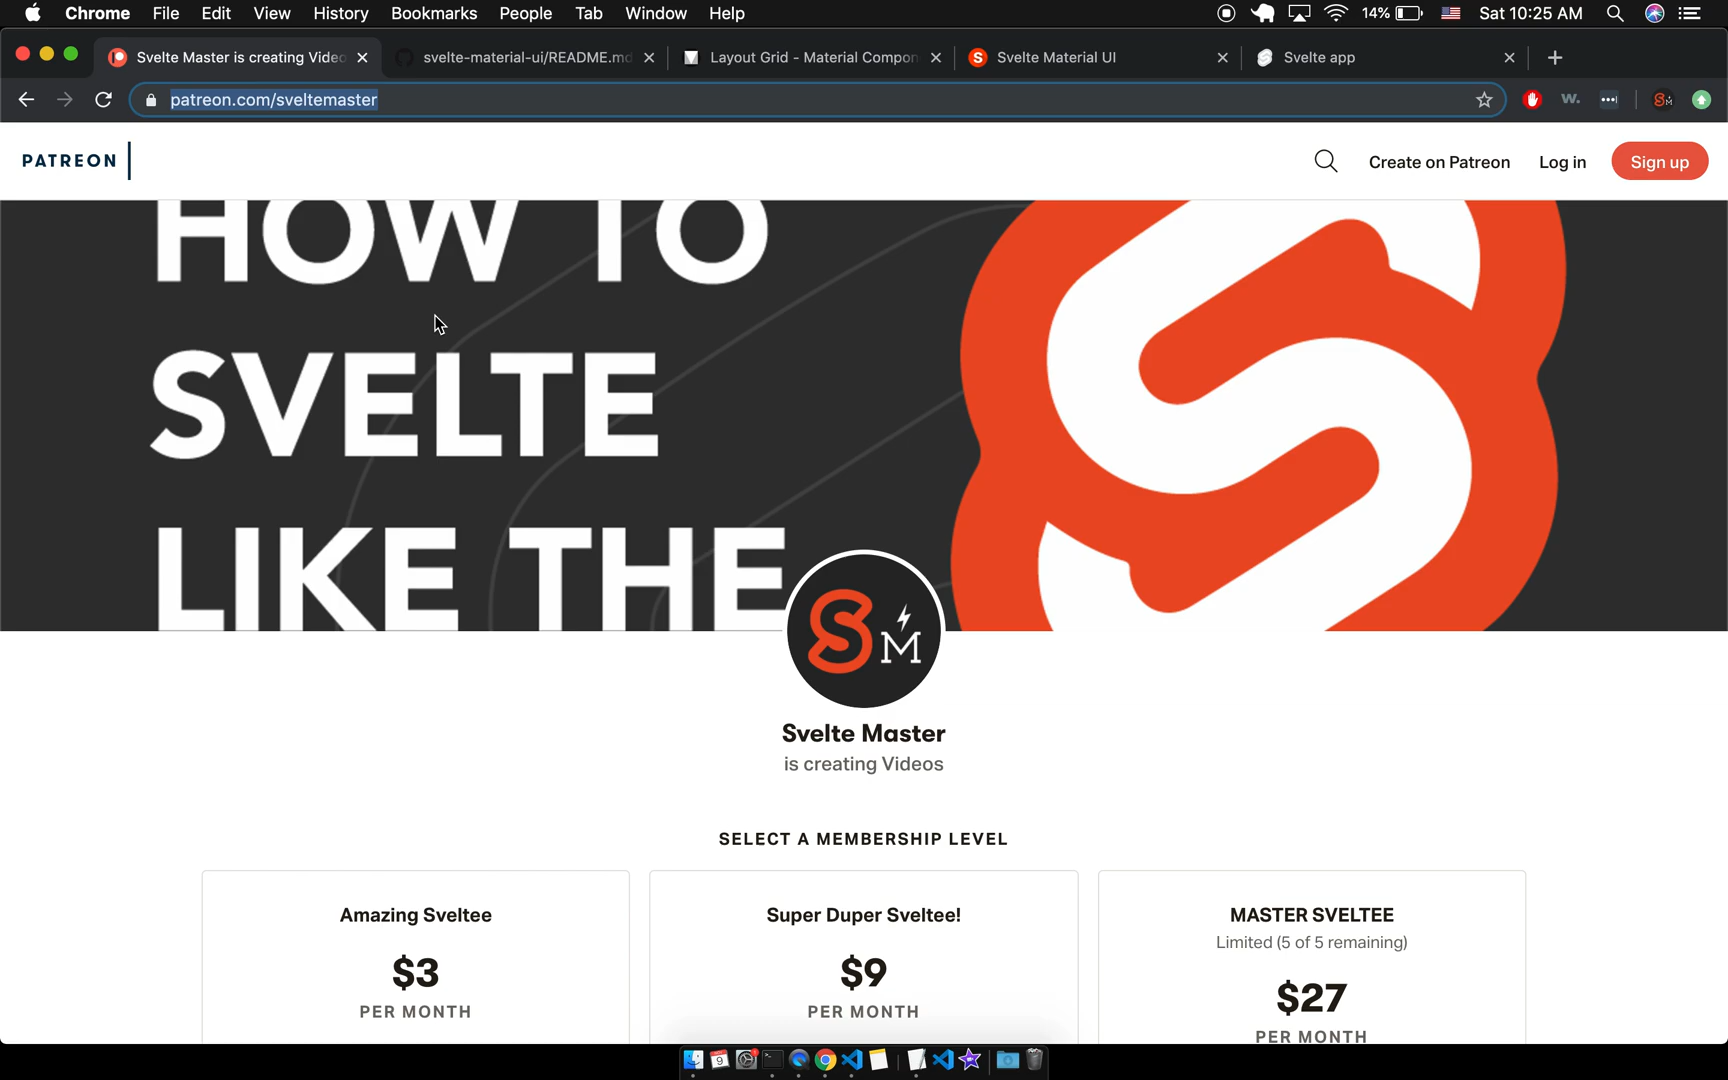 Chrome File Edit View History Bookmarks People Tab Window Help 14% Sat 10:25 AM
Svelte Master is creating Video svelte-material-ui/README.md Layout Grid - Material Compon Svelte Material UI Svelte app
patreon.com/sveltemaster W.
PATREON Create on Patreon Log in Sign up
HOW TO
SVELTE
LIKE THE
S M
Svelte Master
is creating Videos
SELECT A MEMBERSHIP LEVEL
Amazing Sveltee Super Duper Sveltee! MASTER SVELTEE
Limited (5 of 5 remaining)
$3 $9 $27
PER MONTH PER MONTH PER MONTH
9